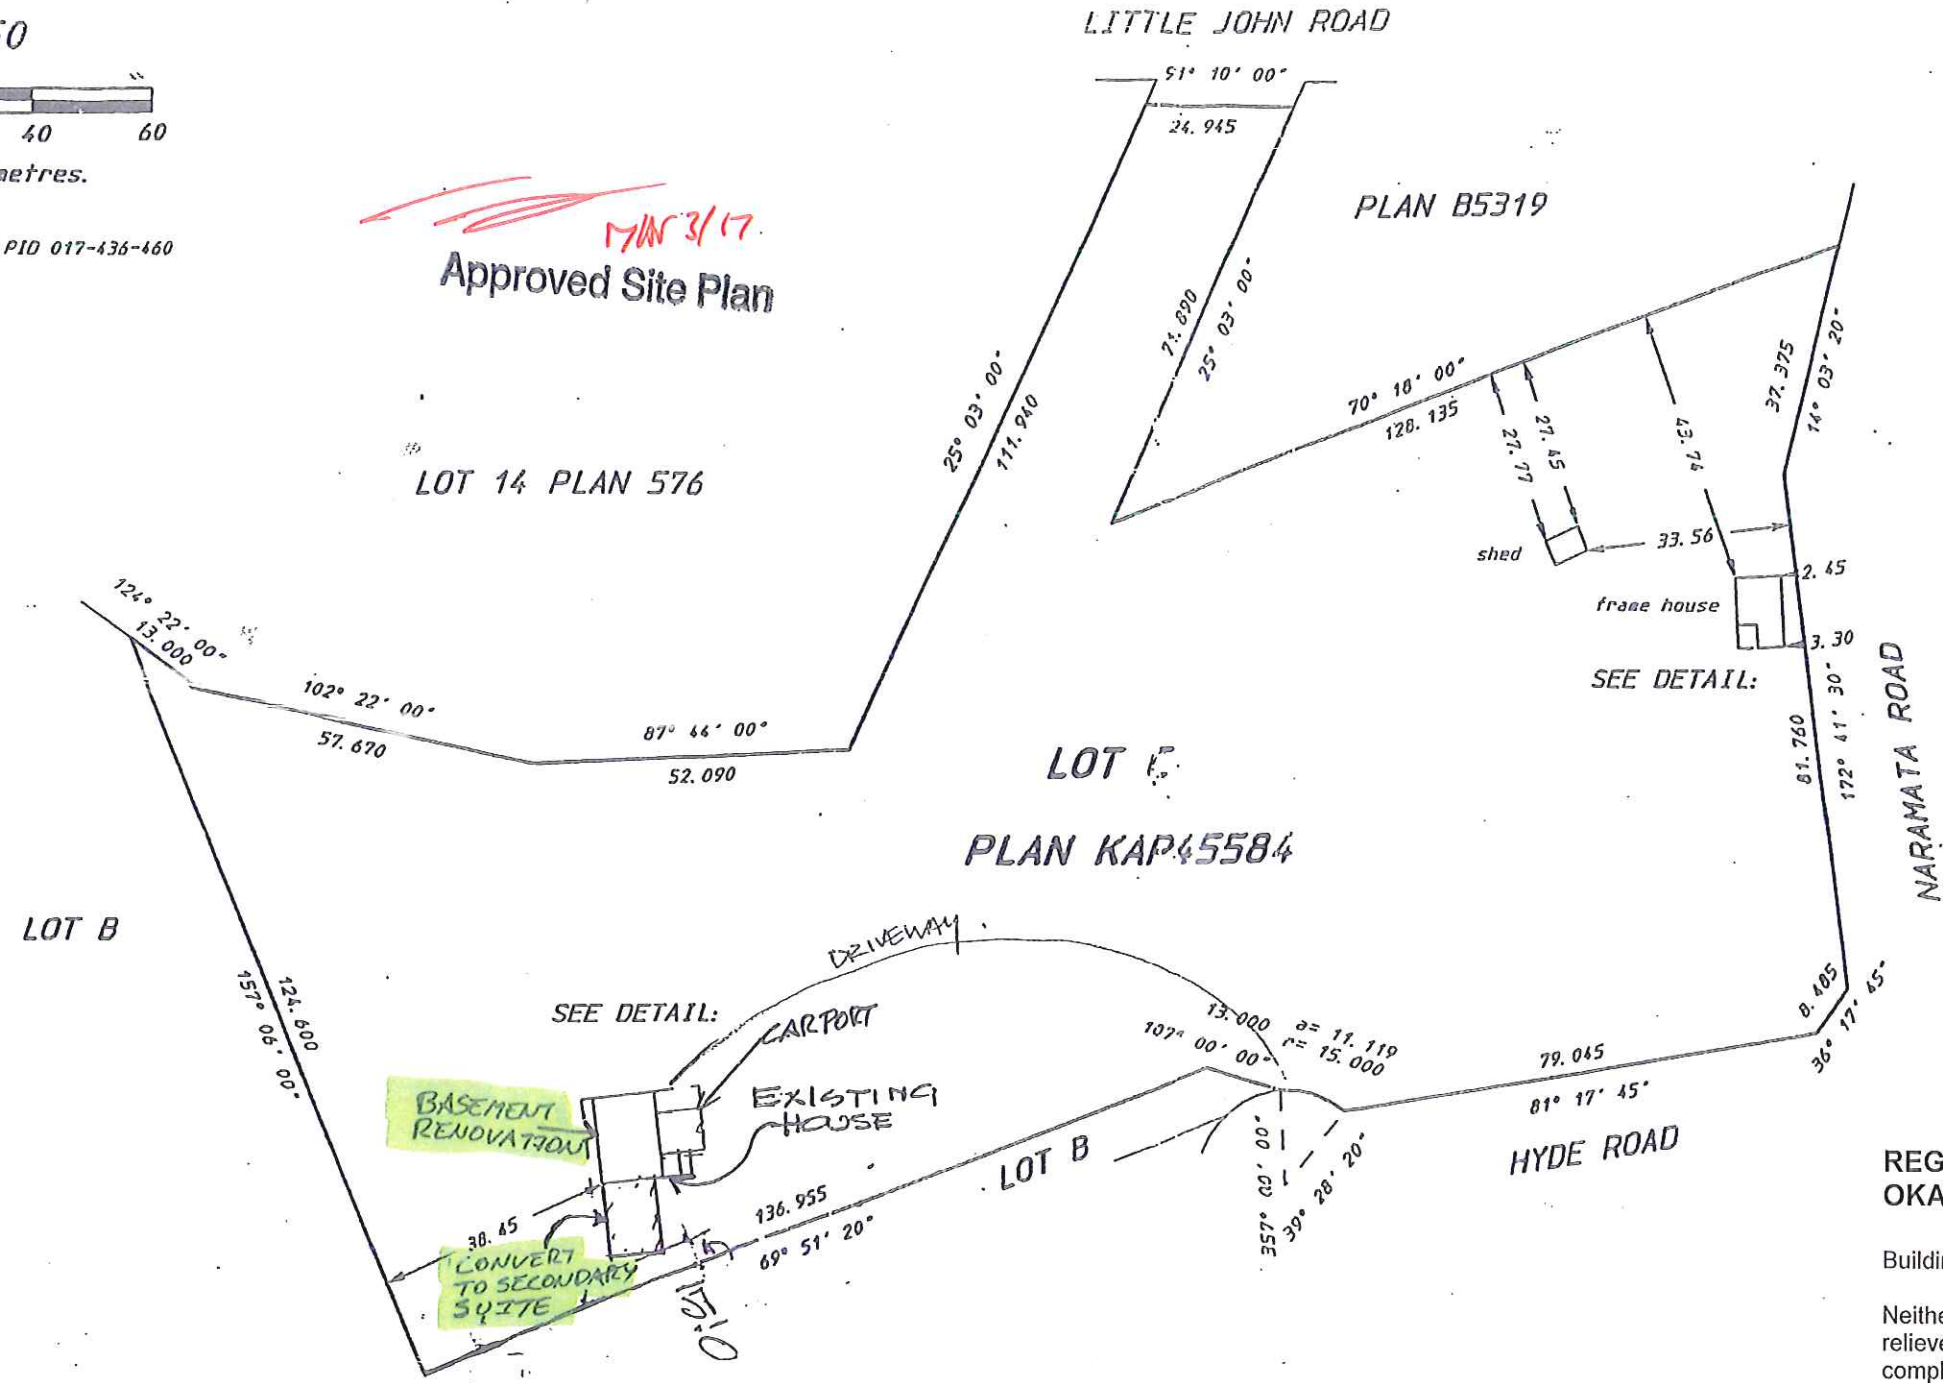 LITTLE JOHN ROAD
40 60
PID 017-436-460
51° 10' 00"
24.945
PLAN B5319
MAR 3/17
Approved Site Plan
LOT 14 PLAN 576
25° 03' 00"
111.940
71.890
25° 03' 00"
70° 18' 00"
128.135
27.77
27.45
43.74
37.375
14° 03' 20"
shed
33.56
2.45
frame house
3.30
SEE DETAIL:
NARAMATA ROAD
81.760
172° 41' 30"
124° 22' 00"
13.000
102° 22' 00"
57.670
87° 44' 00"
52.090
LOT
PLAN KAP45584
LOT B
124.600
157° 06' 00"
SEE DETAIL:
DRIVEWAY
CARPORT
EXISTING
HOUSE
BASEMENT
RENOVATION
38.45
CONVERT
TO SECONDARY
SUITE
136.955
69° 51' 20"
LOT B
13.000
107° 00' 00"
a= 11.119
r= 15.000
357° 00' 00"
39° 28' 20"
79.045
81° 17' 45"
8.485
36° 17' 45"
HYDE ROAD
REG
OKA
Buildin
Neithe
relieve
compl